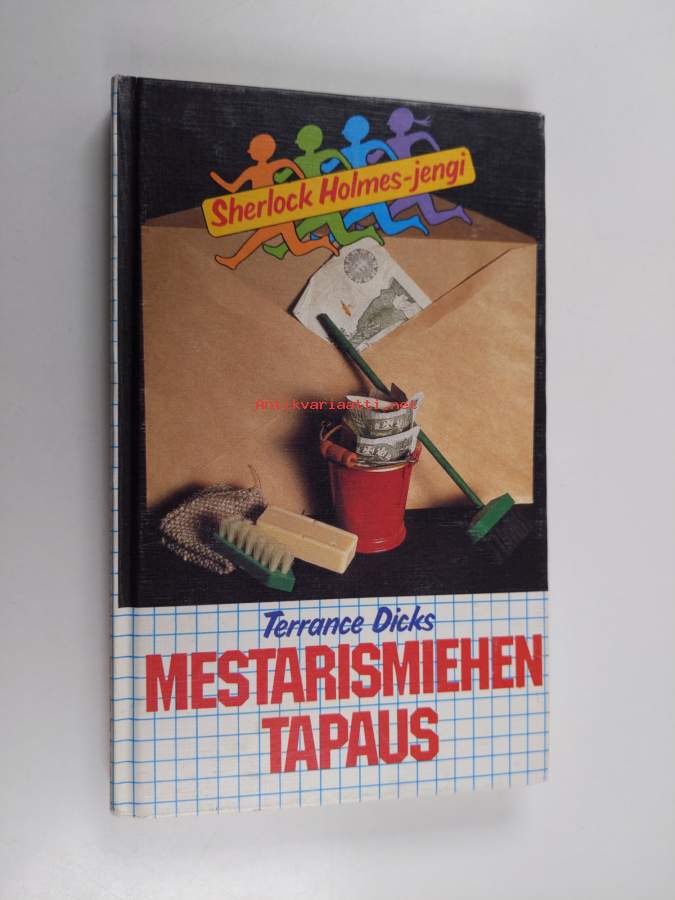 Sherlock Holmes-jengi
Antikvariaatti.net
Terrance Dicks
MESTARISMIEHEN
TAPAUS